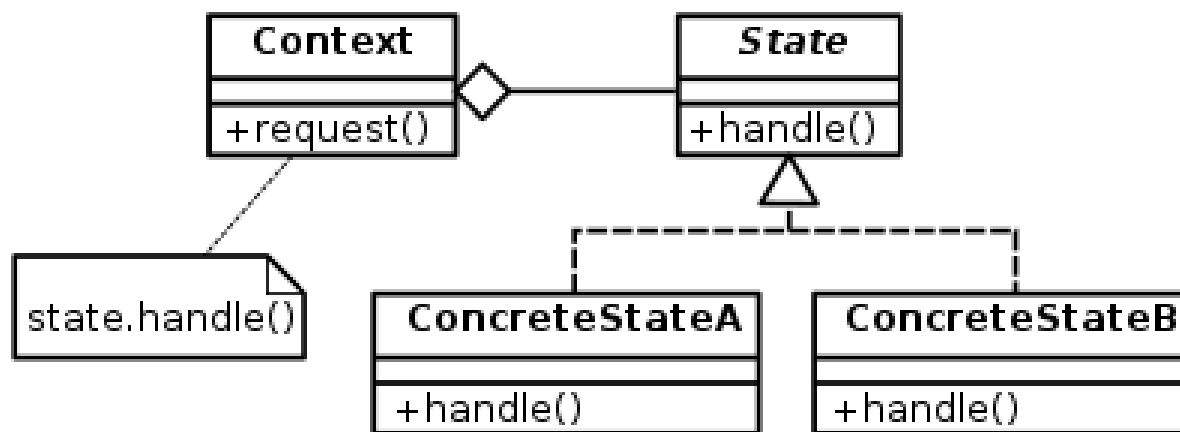 Context
State
+request()
+handle()
state.handle()
ConcreteStateA
ConcreteStateB
+handle()
+handle()